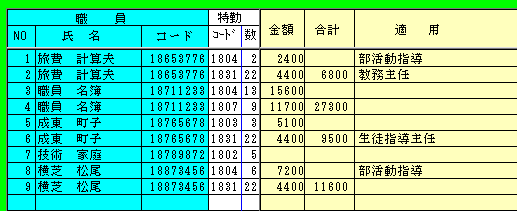 職 員 特勤 金額 合計 適 用
NO 氏 名 コード ｺｰﾄﾞ 数
1 旅費 計算夫 18653776 1804 2 2400 部活動指導
2 旅費 計算夫 18653776 1831 22 4400 6800 教務主任
3 職員 名簿 18711233 1804 13 15600
4 職員 名簿 18711233 1807 9 11700 27300
5 成東 町子 18765678 1803 3 5100
6 成東 町子 18765678 1831 22 4400 9500 生徒指導主任
7 技術 家庭 18789872 1802 5
8 横芝 松尾 18873456 1804 6 7200 部活動指導
9 横芝 松尾 18873456 1831 22 4400 11600